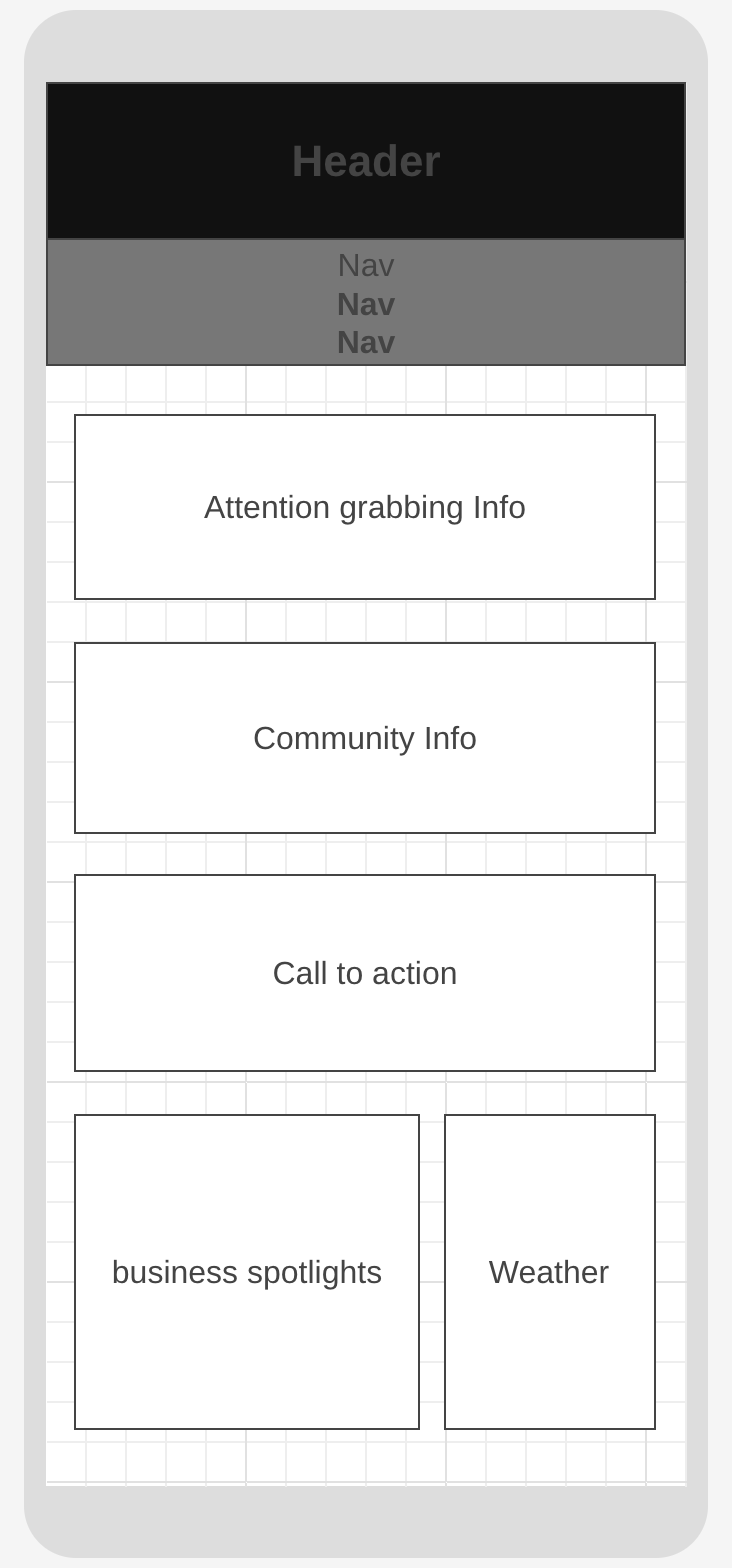 Header
Nav
Nav
Nav
Attention grabbing Info
Community Info
Call to action
business spotlights
Weather